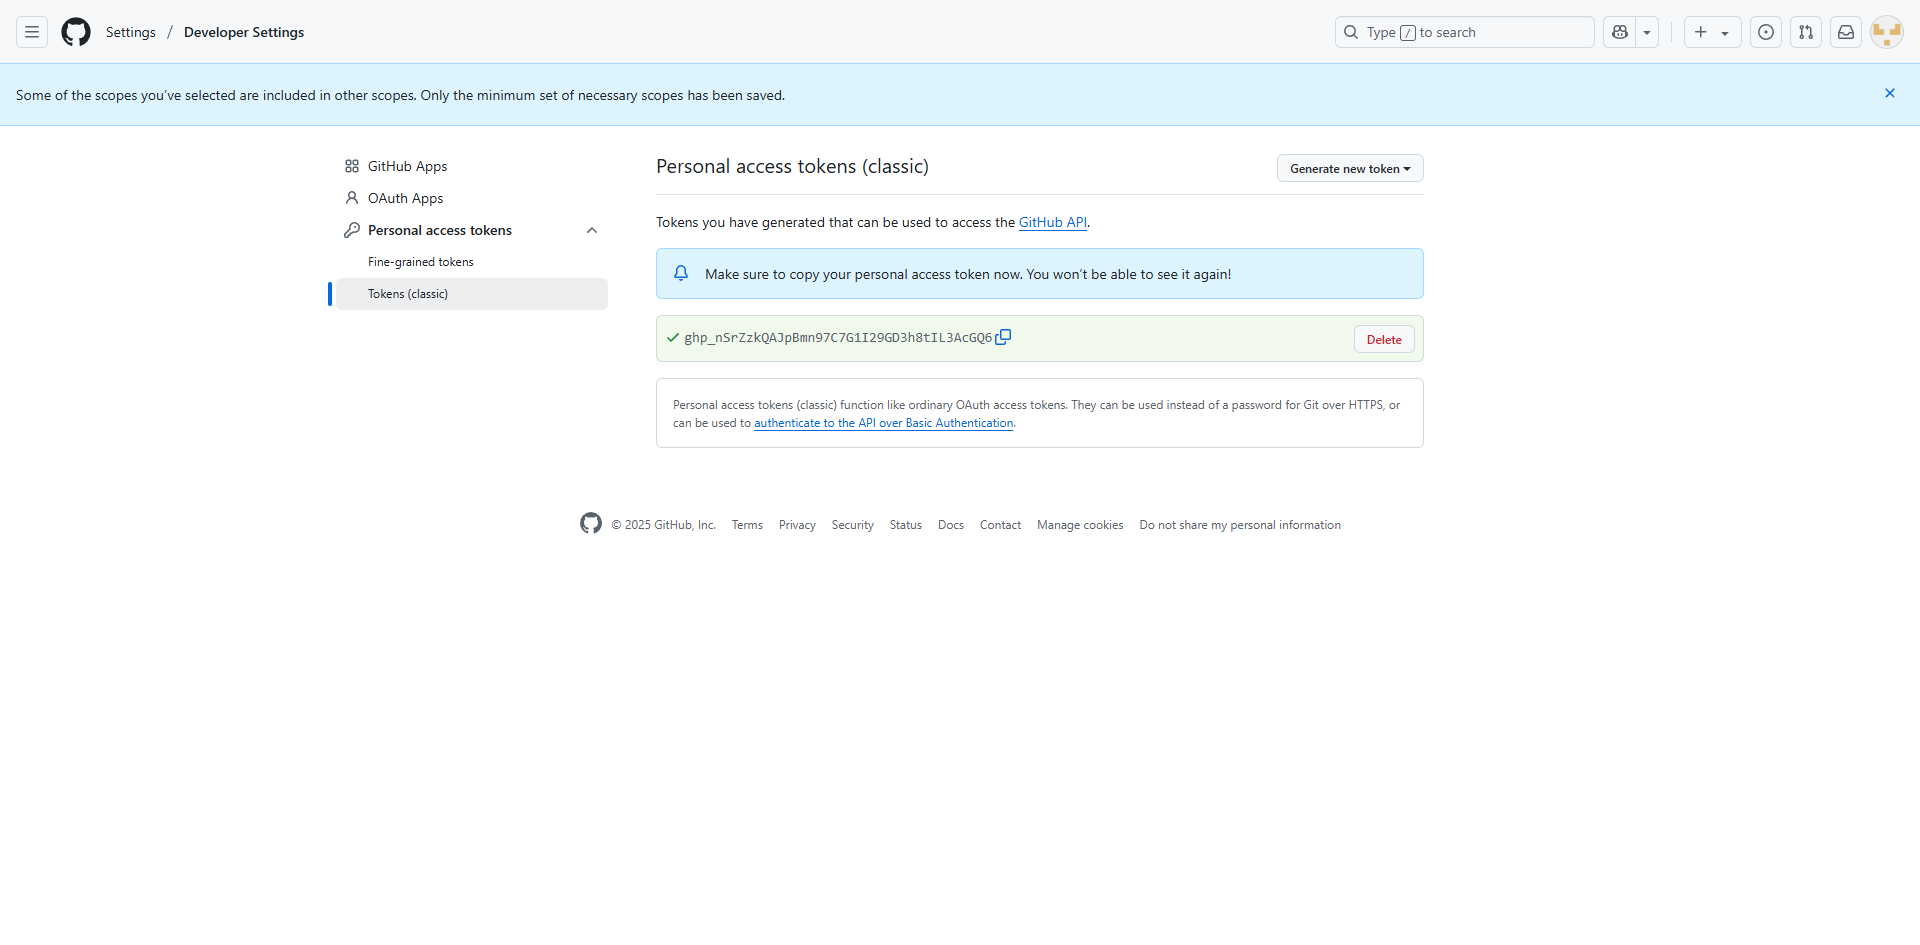 Settings / Developer Settings
Type / to search
Some of the scopes you've selected are included in other scopes. Only the minimum set of necessary scopes has been saved.
GitHub Apps
OAuth Apps
Personal access tokens
Fine-grained tokens
Tokens (classic)
Personal access tokens (classic)
Generate new token
Tokens you have generated that can be used to access the GitHub API.
Make sure to copy your personal access token now. You won't be able to see it again!
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
Delete
Personal access tokens (classic) function like ordinary OAuth access tokens. They can be used instead of a password for Git over HTTPS, or
can be used to authenticate to the API over Basic Authentication.
© 2025 GitHub, Inc. Terms Privacy Security Status Docs Contact Manage cookies Do not share my personal information